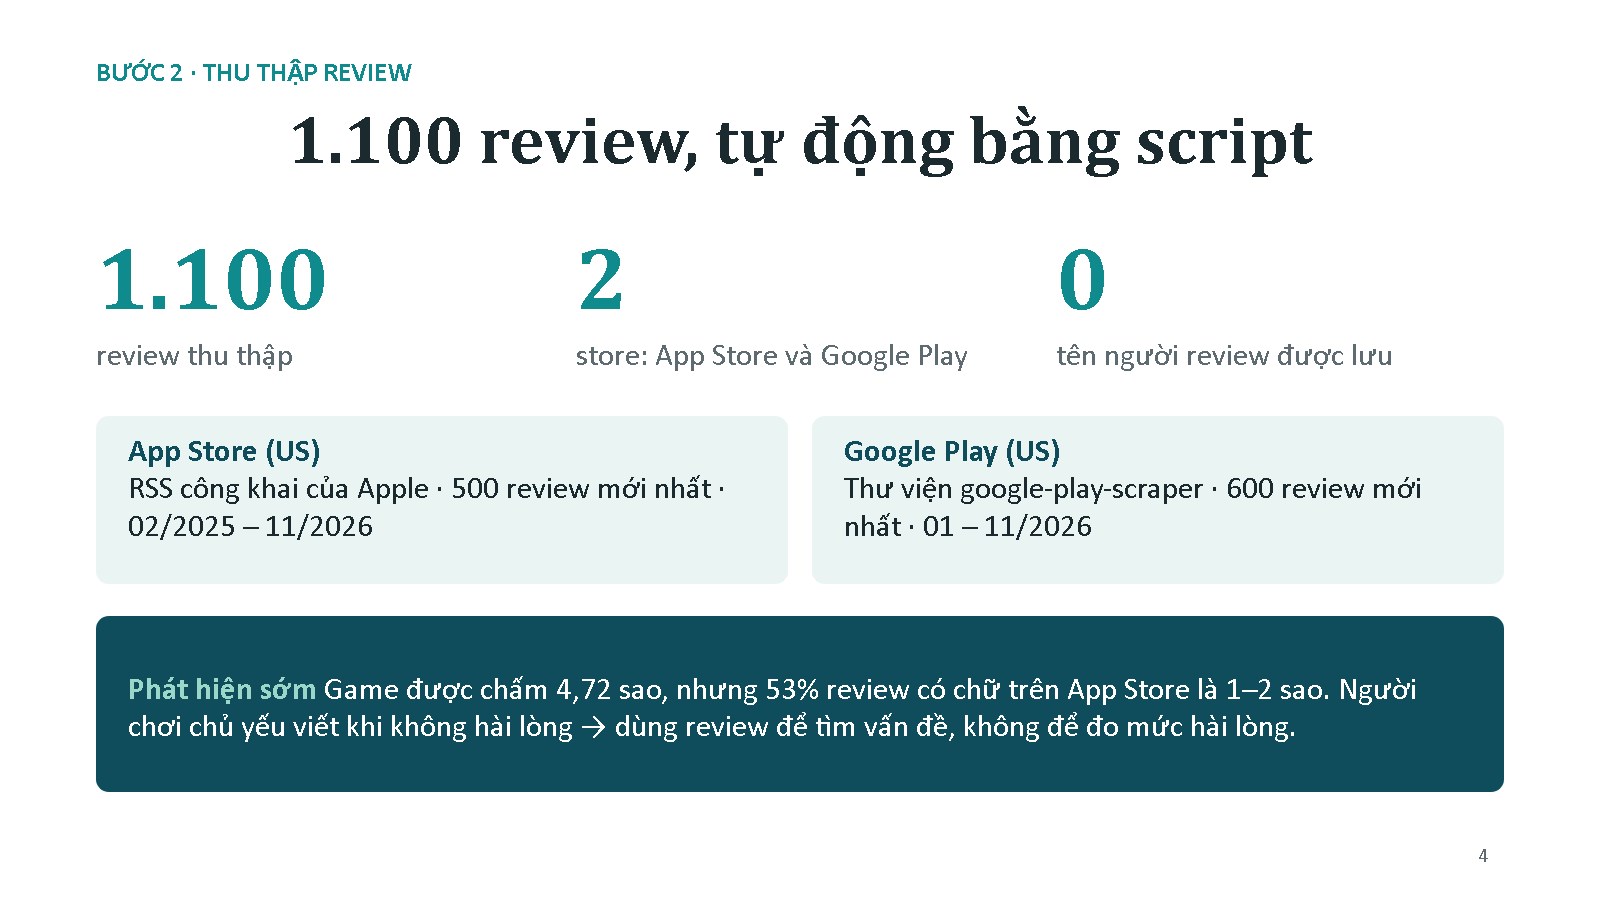 BƯỚC 2 · THU THẬP REVIEW
1.100 review, tự động bằng script
1.100
review thu thập
2
store: App Store và Google Play
0
tên người review được lưu
App Store (US)
RSS công khai của Apple · 500 review mới nhất ·
02/2025 – 11/2026
Google Play (US)
Thư viện google-play-scraper · 600 review mới
nhất · 01 – 11/2026
Phát hiện sớm Game được chấm 4,72 sao, nhưng 53% review có chữ trên App Store là 1–2 sao. Người
chơi chủ yếu viết khi không hài lòng → dùng review để tìm vấn đề, không để đo mức hài lòng.
4